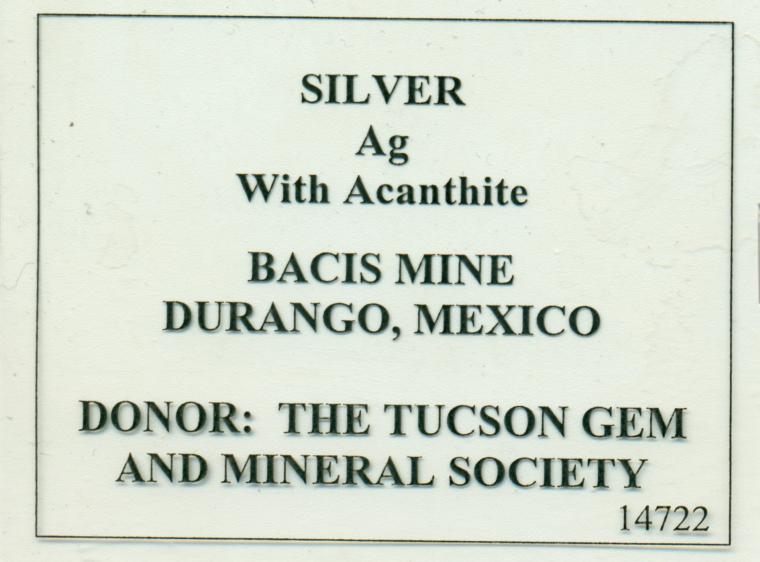 SILVER
Ag
With Acanthite
BACIS MINE
DURANGO, MEXICO
DONOR: THE TUCSON GEM
AND MINERAL SOCIETY
14722